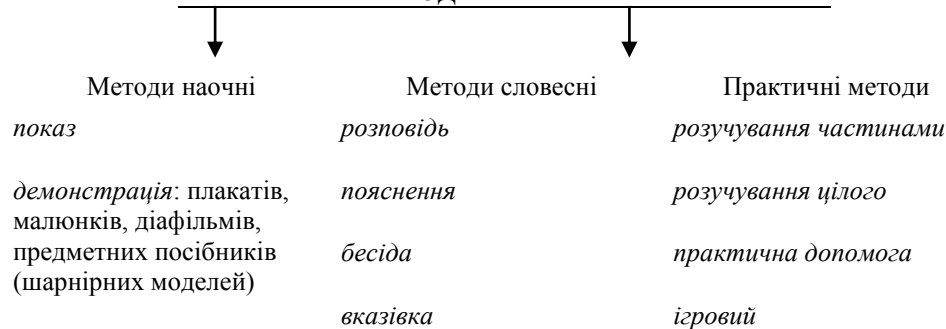 Методи наочні
Методи словесні
Практичні методи
показ
розповідь
розучування частинами
демонстрація: плакатів,
малюнків, діафільмів,
предметних посібників
(шарнірних моделей)
пояснення
розучування цілого
бесіда
практична допомога
вказівка
ігровий